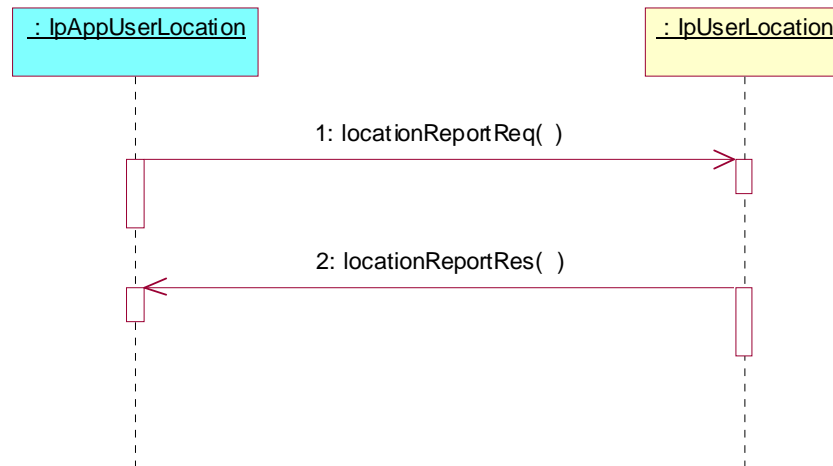 : IpAppUserLocation
: IpUserLocation
1: locationReportReq(  )
2: locationReportRes(  )